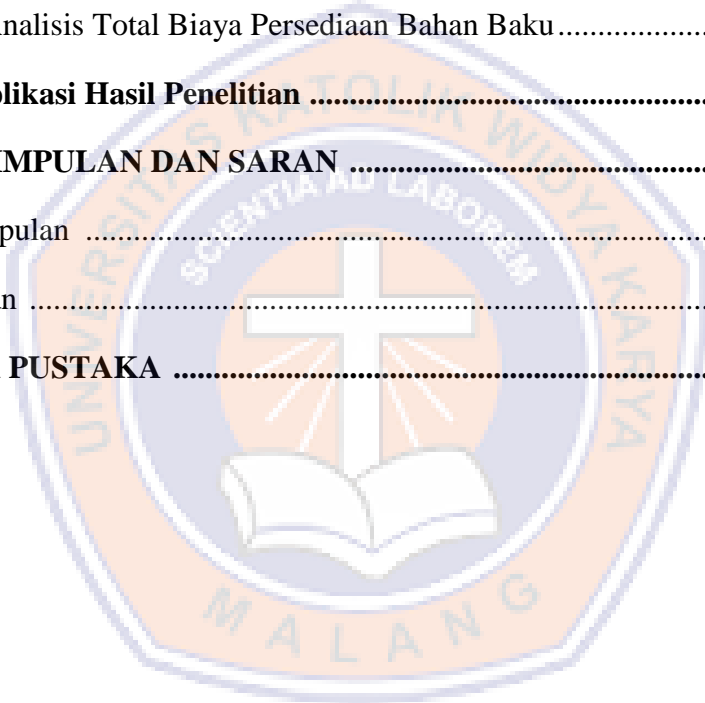 nalisis Total Biaya Persediaan Bahan Baku ....................
plikasi Hasil Penelitian ..................................................
IMPULAN DAN SARAN ..............................................
pulan ...............................................................................
n .....................................................................................
PUSTAKA ......................................................................
UNIVERSITAS KATOLIK WIDYA KARYA
SCIENTIA AD LABOREM
MALANG